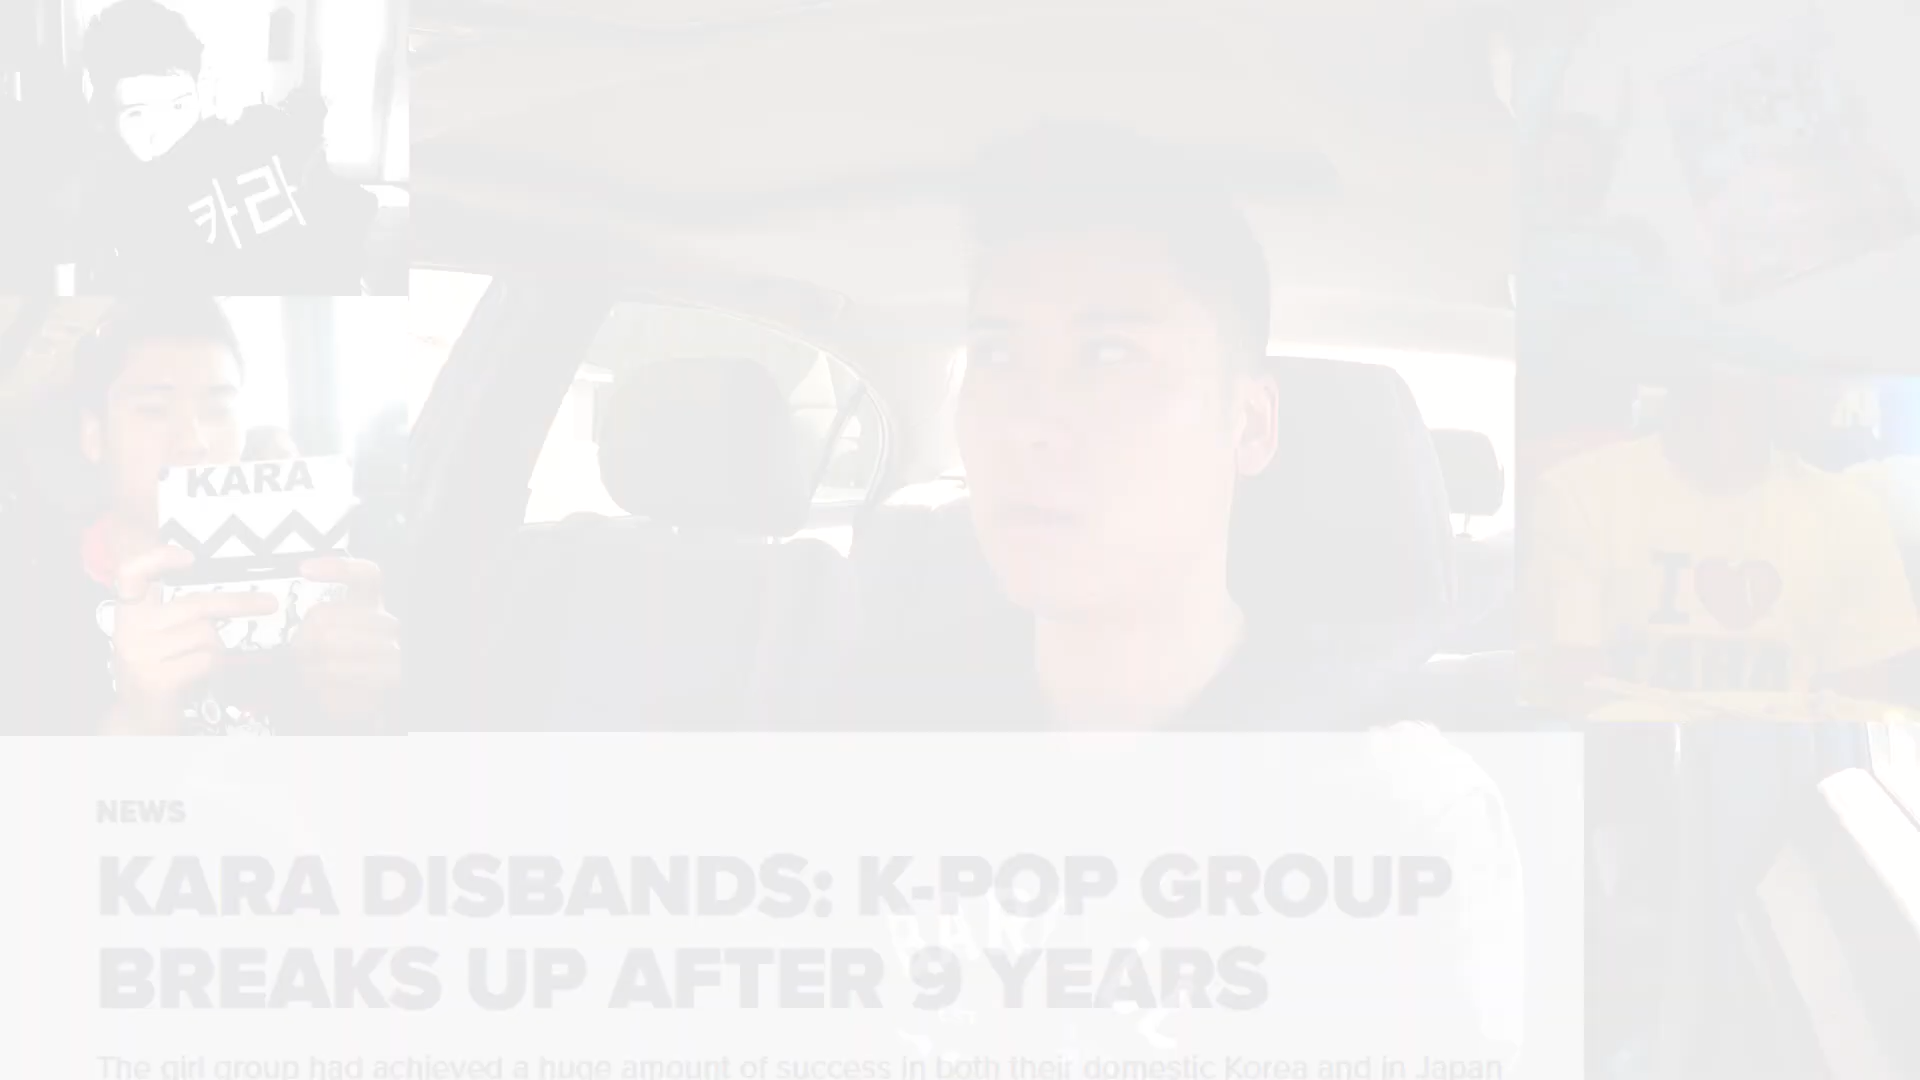 카라
KARA
I
NEWS
KARA DISBANDS: K-POP GROUP
BREAKS UP AFTER 9 YEARS
The girl group had achieved a huge amount of success in both their domestic Korea and in Japan